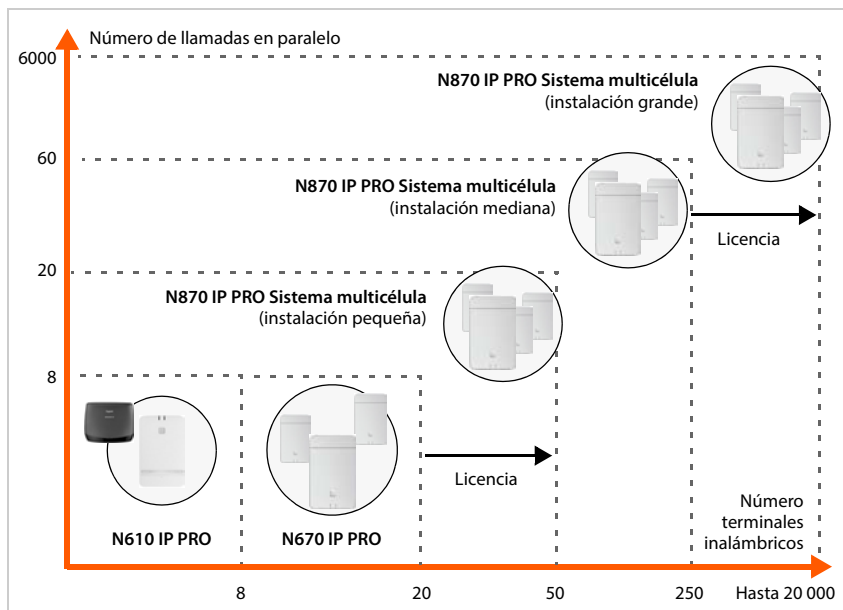 Número de llamadas en paralelo
6000
N870 IP PRO Sistema multicélula
(instalación grande)
60
N870 IP PRO Sistema multicélula
(instalación mediana)
Licencia
20
N870 IP PRO Sistema multicélula
(instalación pequeña)
8
Licencia
Número
terminales
inalámbricos
N610 IP PRO
N670 IP PRO
8
20
50
250
Hasta 20 000